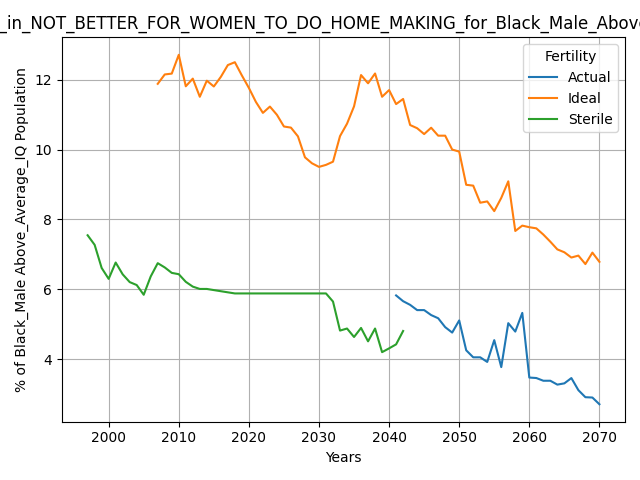 _in_NOT_BETTER_FOR_WOMEN_TO_DO_HOME_MAKING_for_Black_Male_Above
Fertility
Actual
Ideal
Sterile
% of Black_Male Above_Average_IQ Population
12
10
8
6
4
2000 2010 2020 2030 2040 2050 2060 2070
Years